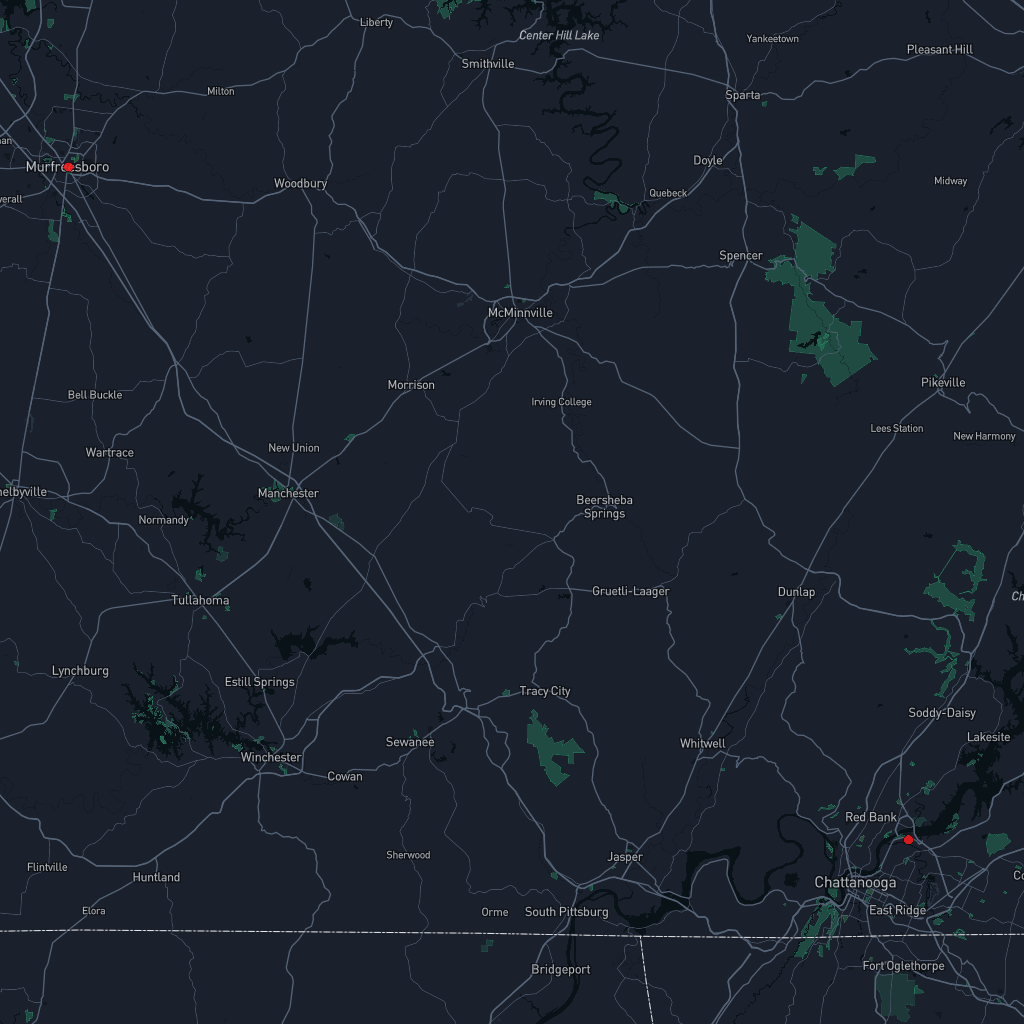 Liberty
Center Hill Lake
Yankeetown
Pleasant Hill
Smithville
Milton
Sparta
Doyle
Murfreesboro
Midway
Woodbury
Quebeck
Spencer
McMinnville
Morrison
Pikeville
Bell Buckle
Irving College
Lees Station
New Harmony
New Union
Wartrace
Manchester
Beersheba
Springs
Normandy
Gruetli-Laager
Dunlap
Tullahoma
Lynchburg
Estill Springs
Tracy City
Soddy-Daisy
Lakesite
Sewanee
Whitwell
Winchester
Cowan
Red Bank
Sherwood
Jasper
Flintville
Huntland
Chattanooga
Elora
Orme
South Pittsburg
East Ridge
Bridgeport
Fort Oglethorpe